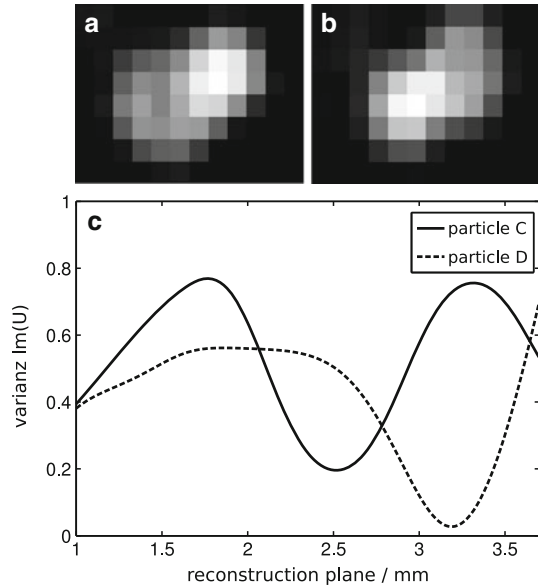 a
b
c
particle C
particle D
varianz Im(U)
1
0.8
0.6
0.4
0.2
0
1
1.5
2
2.5
3
3.5
reconstruction plane / mm